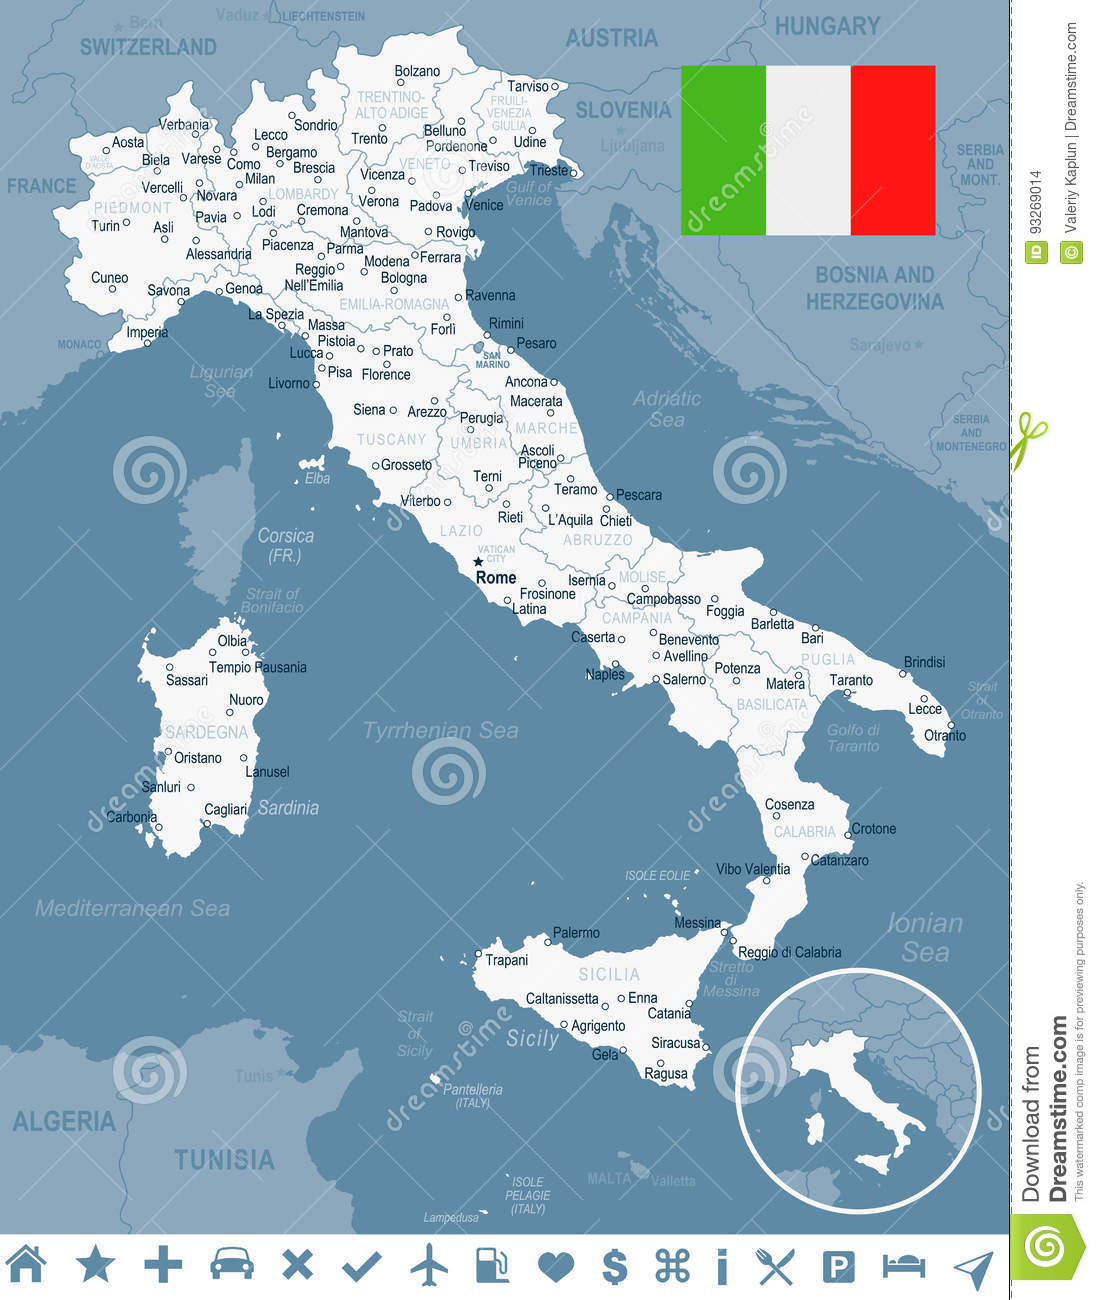 Bern
SWITZERLAND
Vaduz
LIECHTENSTEIN
AUSTRIA
HUNGARY
SLOVENIA
Ljubljana
FRANCE
MONACO
SERBIA
AND
MONT.
BOSNIA AND
HERZEGOVINA
Sarajevo
SERBIA
AND
MONTENEGRO
Bolzano
TRENTINO-
ALTO ADIGE
Trento
Tarviso
FRUILI-
VENEZIA
GIULIA
Belluno
Pordenone
Udine
Verbania
Lecco
Sondrio
Aosta
VALLE
D'AOSTA
Biela
Varese
Como
Bergamo
Brescia
Milan
VENETO
Treviso
Trieste
Vicenza
Gulf of
Venice
Vercelli
Novara
LOMBARDY
Verona
Padova
Venice
PIEDMONT
Pavia
Lodi
Cremona
Turin
Asli
Mantova
Rovigo
Alessandria
Piacenza
Parma
Modena
Ferrara
Reggio
Nell'Emilia
Bologna
Cuneo
Savona
Genoa
EMILIA-ROMAGNA
Ravenna
La Spezia
Massa
Forlì
Rimini
Imperia
Pistoia
Prato
Pesaro
Lucca
SAN
MARINO
Pisa
Florence
Ligurian
Sea
Livorno
Ancona
Macerata
Adriatic
Sea
Siena
Arezzo
Perugia
TUSCANY
UMBRIA
MARCHE
Ascoli
Piceno
Grosseto
Elba
Terni
Teramo
Pescara
Viterbo
Rieti
L'Aquila
Chieti
LAZIO
ABRUZZO
Corsica
(FR.)
VATICAN
CITY
Rome
Isernia
MOLISE
Frosinone
Campobasso
Latina
Foggia
Strait of
Bonifacio
CAMPANIA
Barletta
Bari
Caserta
Benevento
Olbia
Avellino
PUGLIA
Tempio Pausania
Sassari
Naples
Salerno
Potenza
Matera
Taranto
Brindisi
Nuoro
BASILICATA
Lecce
Strait
of
Otranto
SARDEGNA
Tyrrhenian Sea
Golfo di
Taranto
Otranto
Oristano
Lanusel
Sanluri
Cagliari
Sardinia
Carbonia
Cosenza
CALABRIA
Crotone
Catanzaro
Vibo Valentia
ISOLE EOLIE
Mediterranean Sea
Messina
Reggio di Calabria
Ionian
Sea
Palermo
Trapani
SICILIA
Stretto
di
Messina
Caltanissetta
Enna
Catania
Agrigento
Sicily
Siracusa
Gela
Ragusa
Strait
of
Sicily
Tunis
Pantelleria
(ITALY)
ALGERIA
TUNISIA
MALTA
Valletta
ISOLE
PELAGIE
(ITALY)
Lampedusa
dreamstime
dreamstime
dreamstime
dreamstime
dreamstime
dreamstime
dreamstime
$
i
P
ID 93269014
© Valeriy Kaplun | Dreamstime.com
Download from
Dreamstime.com
This watermarked comp image is for previewing purposes only.